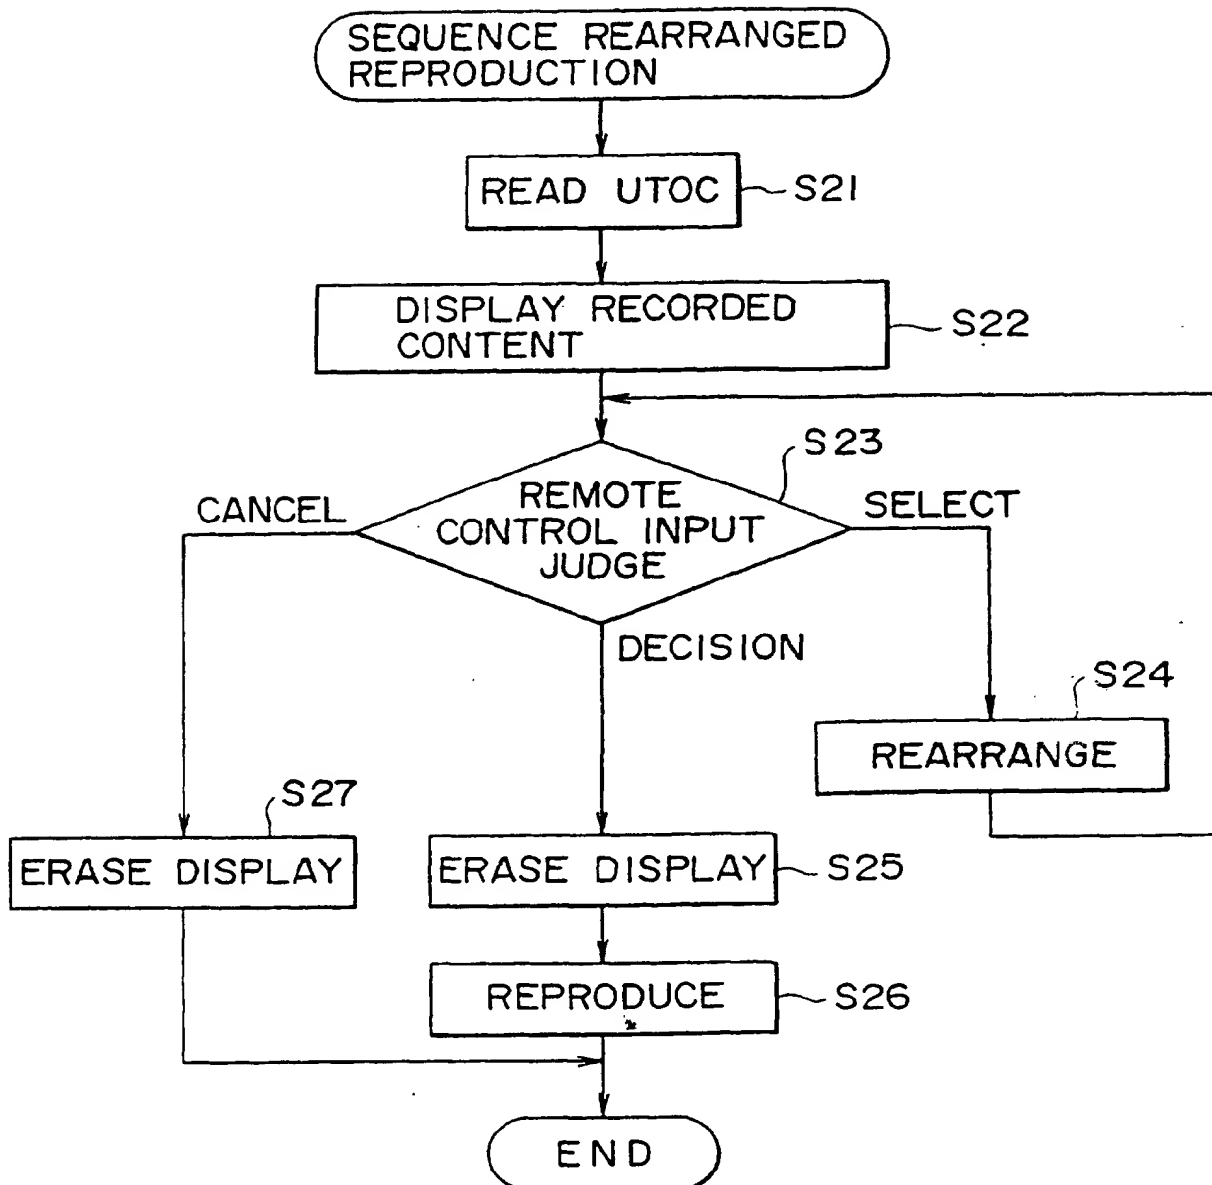 SEQUENCE REARRANGED
REPRODUCTION
READ UTOC
S21
DISPLAY RECORDED
CONTENT
S22
S23
CANCEL
REMOTE
CONTROL INPUT
JUDGE
SELECT
DECISION
S24
REARRANGE
S27
ERASE DISPLAY
ERASE DISPLAY
S25
REPRODUCE
S26
END